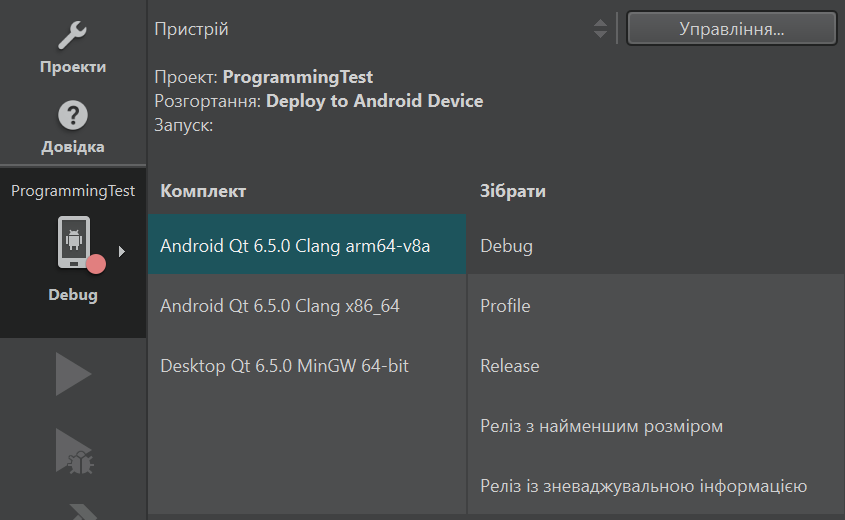 Проекти
Довідка
ProgrammingTest
Debug
Пристрій
Управління...
Проект: ProgrammingTest
Розгортання: Deploy to Android Device
Запуск:
Комплект
Зібрати
Android Qt 6.5.0 Clang arm64-v8a
Debug
Android Qt 6.5.0 Clang x86_64
Profile
Desktop Qt 6.5.0 MinGW 64-bit
Release
Реліз з найменшим розміром
Реліз із зневаджувальною інформацією